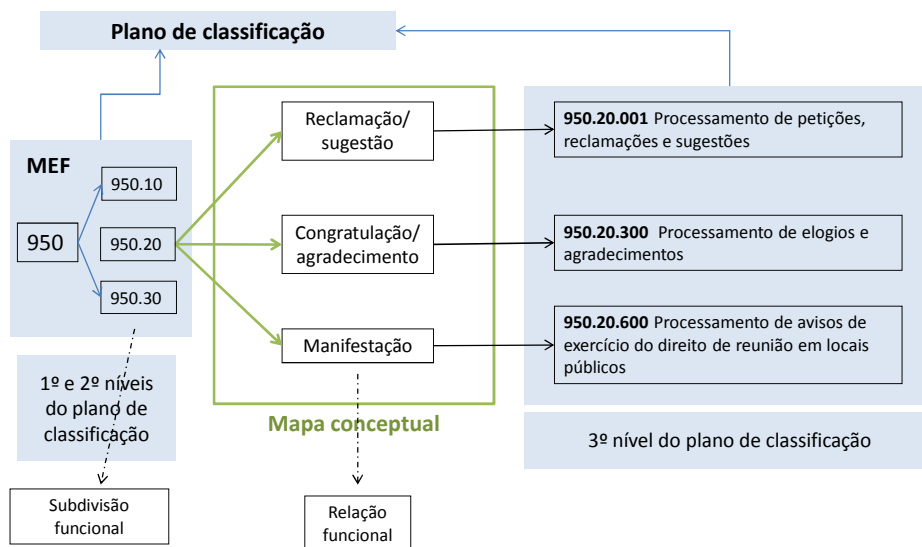 Plano de classificação
MEF
950
950.10
950.20
950.30
1º e 2º níveis
do plano de
classificação
Subdivisão
funcional
Reclamação/
sugestão
Congratulação/
agradecimento
Manifestação
Mapa conceptual
Relação
funcional
950.20.001 Processamento de petições,
reclamações e sugestões
950.20.300 Processamento de elogios e
agradecimentos
950.20.600 Processamento de avisos de
exercício do direito de reunião em locais
públicos
3º nível do plano de classificação